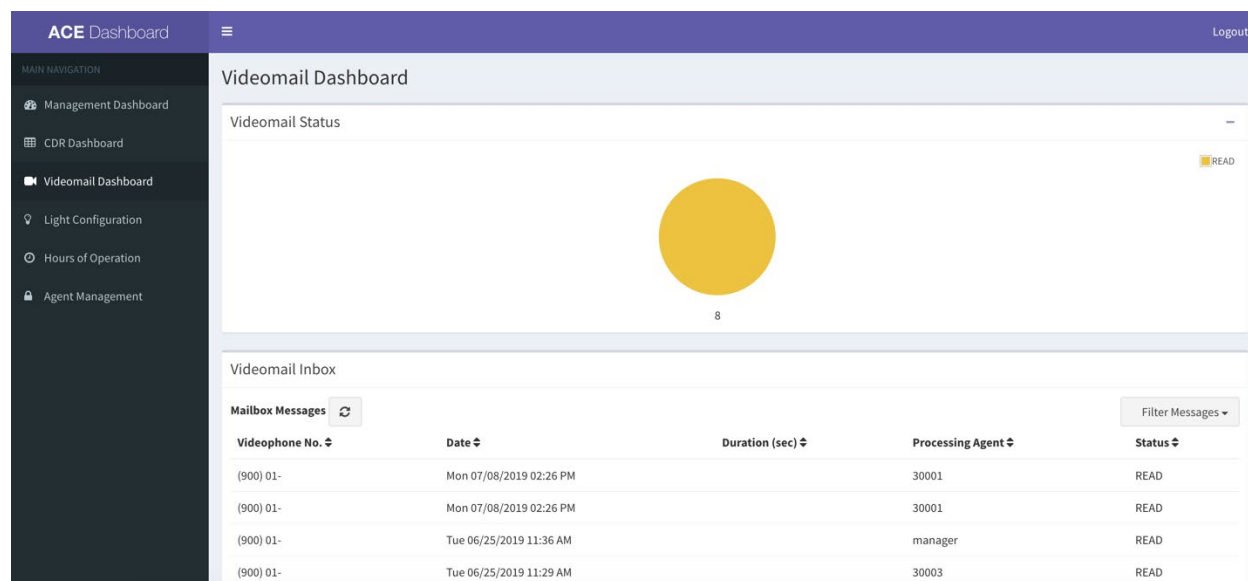 ACE Dashboard
Logout
MAIN NAVIGATION
Management Dashboard
CDR Dashboard
Videomail Dashboard
Light Configuration
Hours of Operation
Agent Management
Videomail Dashboard
Videomail Status
READ
8
Videomail Inbox
Mailbox Messages
Filter Messages
Videophone No. Date Duration (sec) Processing Agent Status
(900) 01- Mon 07/08/2019 02:26 PM 30001 READ
(900) 01- Mon 07/08/2019 02:26 PM 30001 READ
(900) 01- Tue 06/25/2019 11:36 AM manager READ
(900) 01- Tue 06/25/2019 11:29 AM 30003 READ